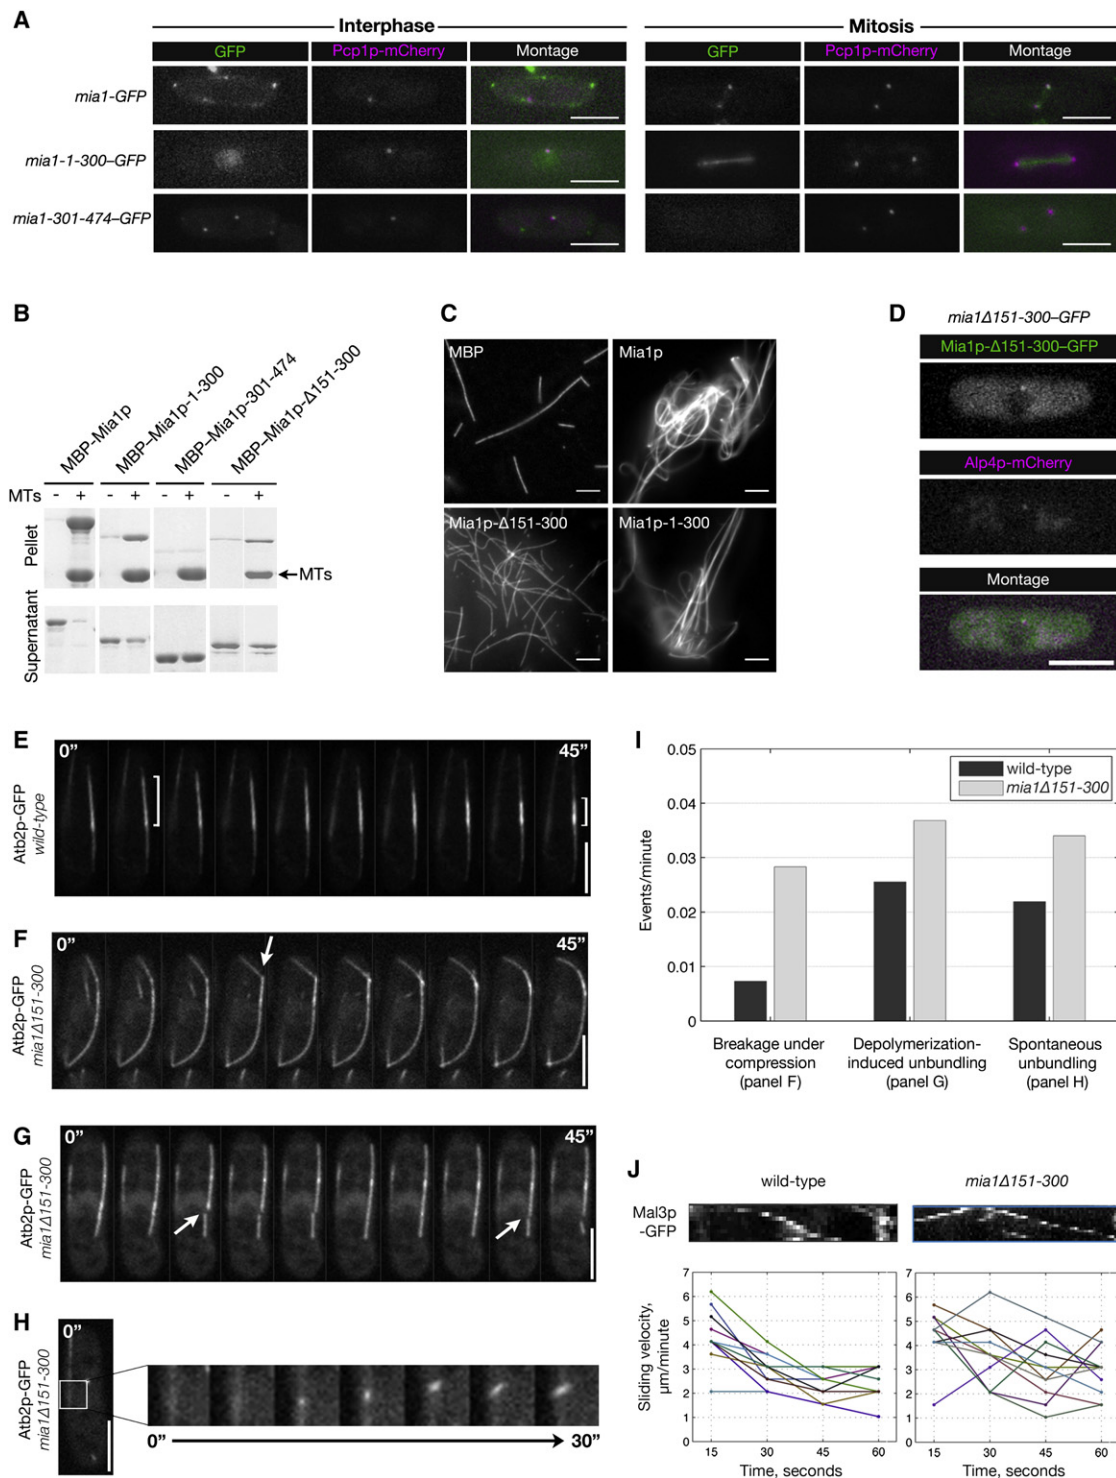 A
Interphase
Mitosis
GFP
Pcp1p-mCherry
Montage
GFP
Pcp1p-mCherry
Montage
mia1-GFP
mia1-1-300–GFP
mia1-301-474–GFP
B
MBP-Mia1p
MBP-Mia1p-1-300
MBP-Mia1p-301-474
MBP-Mia1p-Δ151-300
MTs
- + - + - + - +
Pellet
←MTs
Supernatant
C
MBP
Mia1p
Mia1p-Δ151-300
Mia1p-1-300
D
mia1Δ151-300–GFP
Mia1p-Δ151-300–GFP
Alp4p-mCherry
Montage
E
Atb2p-GFP
wild-type
0”
45”
F
Atb2p-GFP
mia1Δ151-300
0”
45”
G
Atb2p-GFP
mia1Δ151-300
0”
45”
H
Atb2p-GFP
mia1Δ151-300
0”
0”
30”
I
Events/minute
0.05
0.04
0.03
0.02
0.01
0
wild-type
mia1Δ151-300
Breakage under
compression
(panel F)
Depolymerization-
induced unbundling
(panel G)
Spontaneous
unbundling
(panel H)
J
wild-type
mia1Δ151-300
Mal3p
-GFP
Sliding velocity,
µm/minute
7
6
5
4
3
2
1
0
15 30 45 60
Time, seconds
7
6
5
4
3
2
1
0
15 30 45 60
Time, seconds